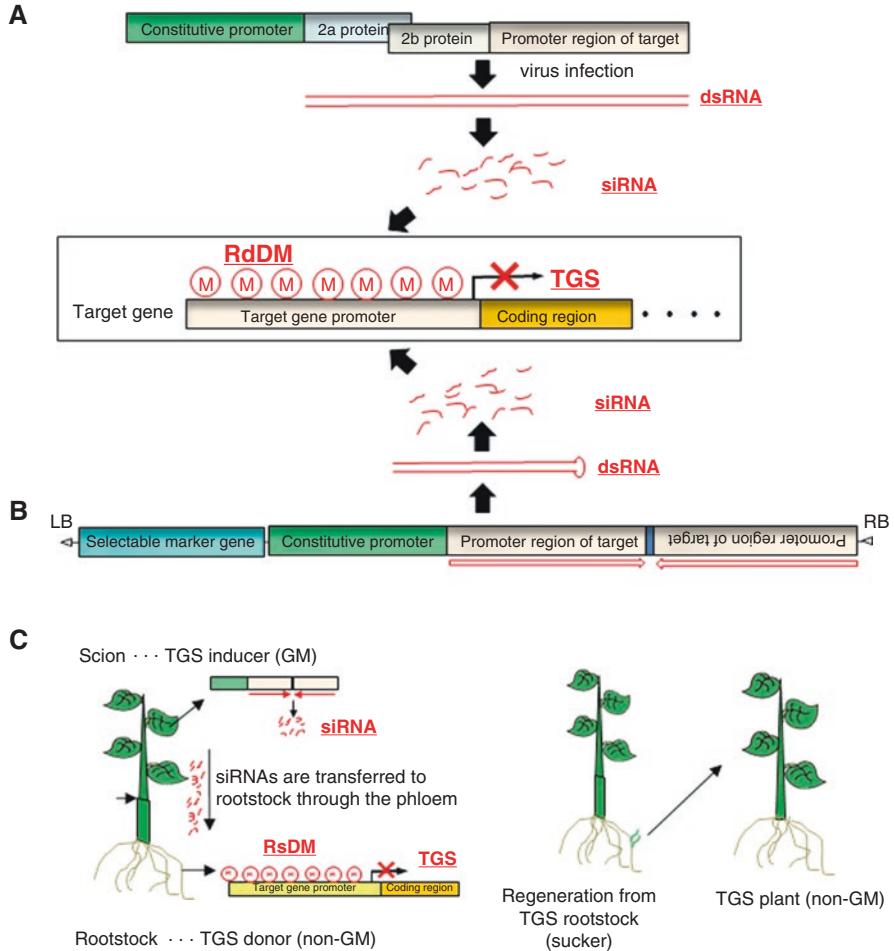 A
Constitutive promoter
2a protein
2b protein
Promoter region of target
virus infection
dsRNA
siRNA
RdDM
M M M M M M M
TGS
Target gene
Target gene promoter
Coding region
siRNA
dsRNA
B
LB
RB
Selectable marker gene
Constitutive promoter
Promoter region of target
Promoter region of target
C
Scion · · · TGS inducer (GM)
siRNA
siRNAs are transferred to
rootstock through the phloem
RsDM
TGS
M M M M M M M
Target gene promoter
Coding region
Rootstock · · · TGS donor (non-GM)
Regeneration from
TGS rootstock
(sucker)
TGS plant (non-GM)